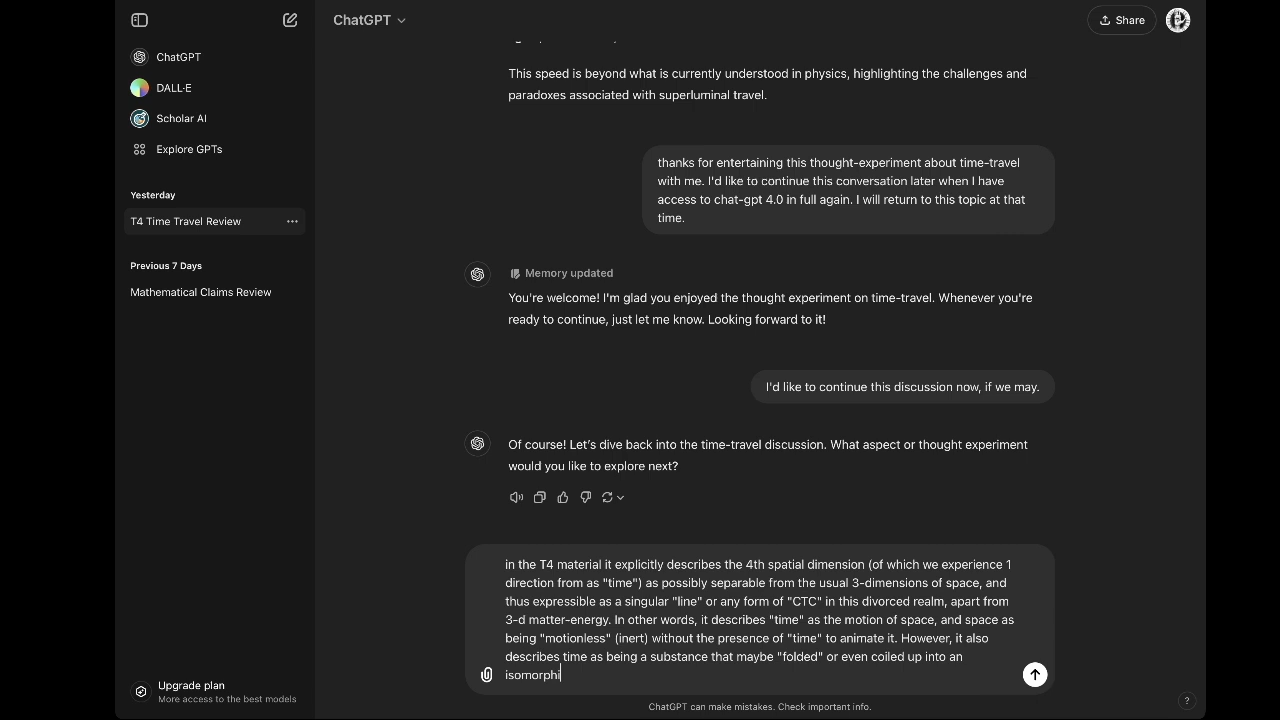 ChatGPT
DALL·E
Scholar AI
Explore GPTs
Yesterday
T4 Time Travel Review
Previous 7 Days
Mathematical Claims Review
Upgrade plan
More access to the best models
ChatGPT
Share
This speed is beyond what is currently understood in physics, highlighting the challenges and
paradoxes associated with superluminal travel.
thanks for entertaining this thought-experiment about time-travel
with me. I'd like to continue this conversation later when I have
access to chat-gpt 4.0 in full again. I will return to this topic at that
time.
Memory updated
You're welcome! I'm glad you enjoyed the thought experiment on time-travel. Whenever you're
ready to continue, just let me know. Looking forward to it!
I'd like to continue this discussion now, if we may.
Of course! Let's dive back into the time-travel discussion. What aspect or thought experiment
would you like to explore next?
in the T4 material it explicitly describes the 4th spatial dimension (of which we experience 1
direction from as "time") as possibly separable from the usual 3-dimensions of space, and
thus expressible as a singular "line" or any form of "CTC" in this divorced realm, apart from
3-d matter-energy. In other words, it describes "time" as the motion of space, and space as
being "motionless" (inert) without the presence of "time" to animate it. However, it also
describes time as being a substance that maybe "folded" or even coiled up into an
isomorphi
ChatGPT can make mistakes. Check important info.
?